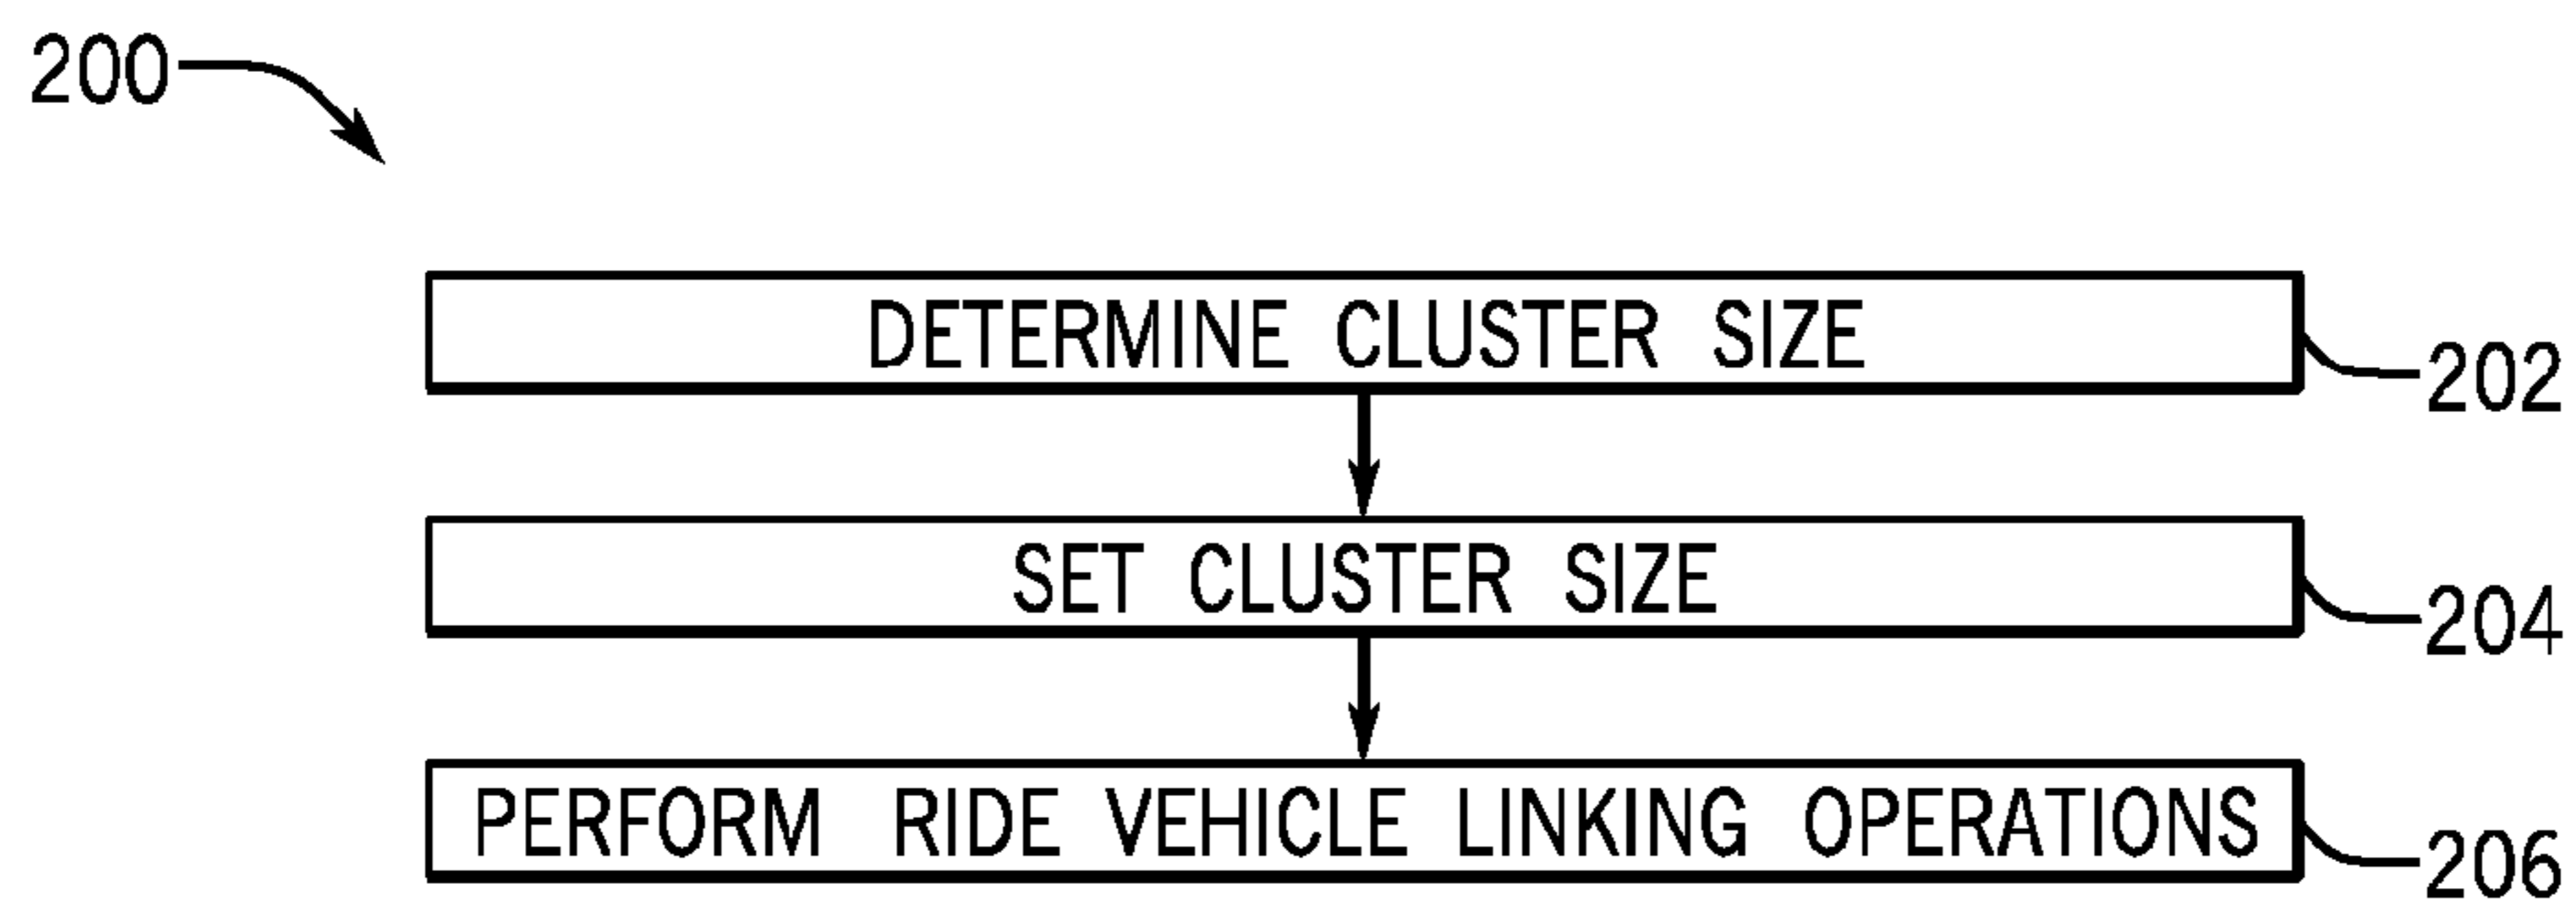 200
DETERMINE CLUSTER SIZE
202
SET CLUSTER SIZE
204
PERFORM RIDE VEHICLE LINKING OPERATIONS
206